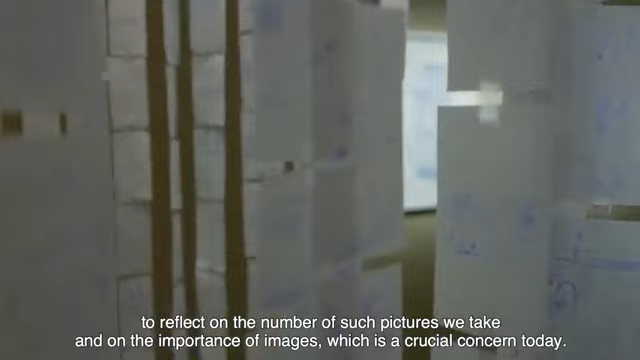 to reflect on the number of such pictures we take
and on the importance of images, which is a crucial concern today.